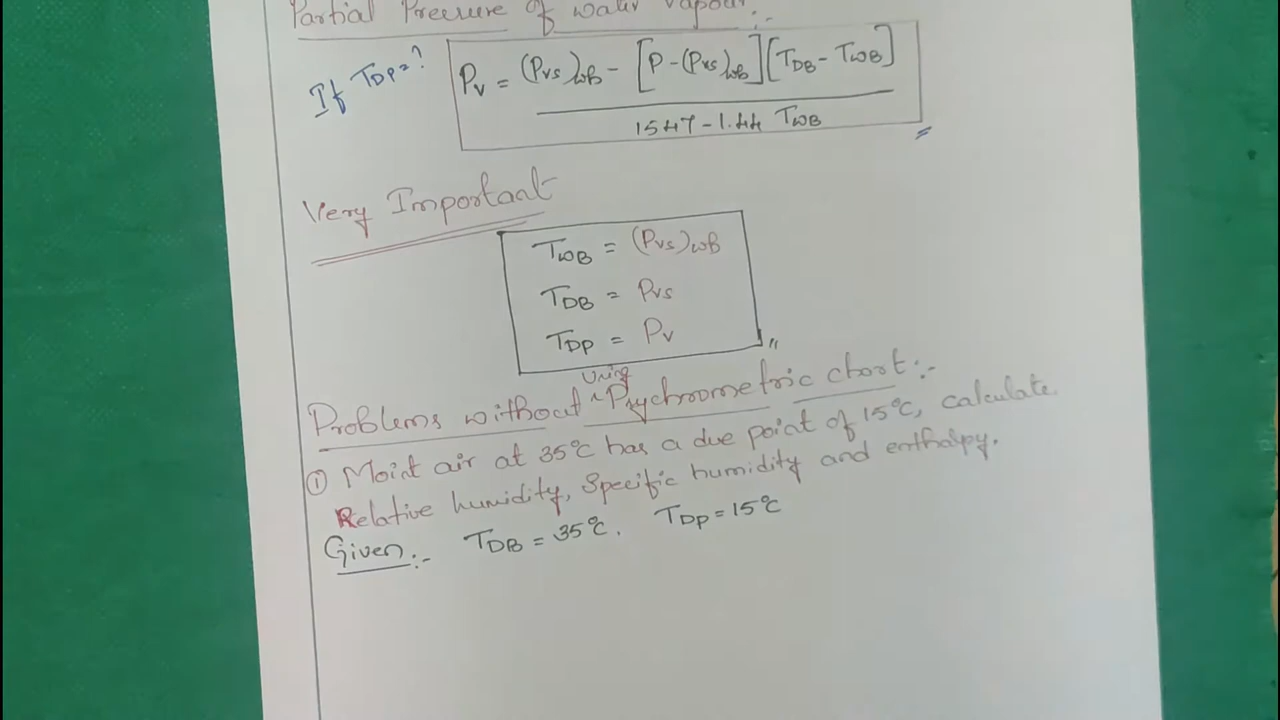 Partial Pressure of water vapour:-
If TDP=? Pv = (Pvs)WB - [P-(Pvs)WB][TDB - TWB]
1547-1.44 TWB
Very Important
TWB = (Pvs)WB
TDB = Pvs
TDP = Pv
Problems without ^Using Psychrometric chart:-
① Moist air at 35°C has a due point of 15°C, calculate
Relative humidity, Specific humidity and enthalpy.
Given:- TDB = 35°C. TDP = 15°C